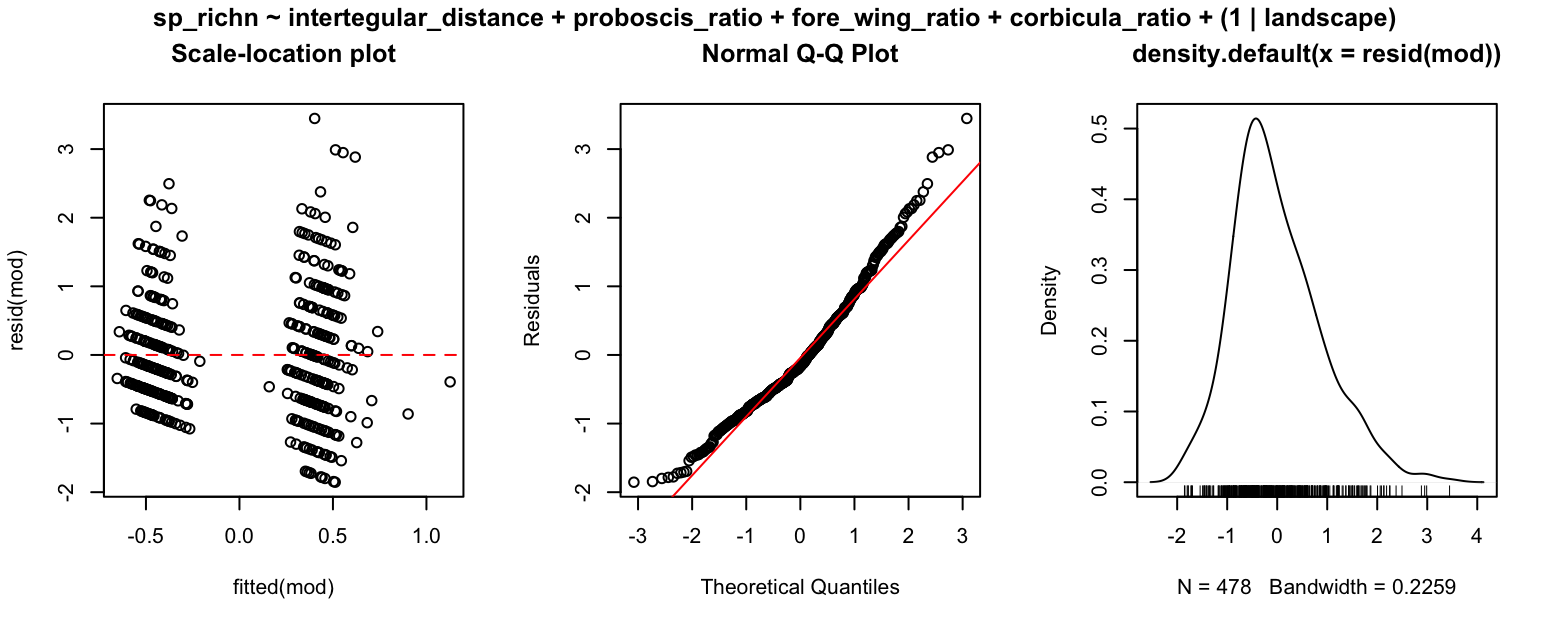 sp_richn ~ intertegular_distance + proboscis_ratio + fore_wing_ratio + corbicula_ratio + (1 | landscape)
Scale-location plot
resid(mod)
3
2
1
0
-1
-2
-0.5 0.0 0.5 1.0
fitted(mod)
Normal Q-Q Plot
Residuals
3
2
1
0
-1
-2
-3 -2 -1 0 1 2 3
Theoretical Quantiles
density.default(x = resid(mod))
Density
0.5
0.4
0.3
0.2
0.1
0.0
-2 -1 0 1 2 3 4
N = 478 Bandwidth = 0.2259